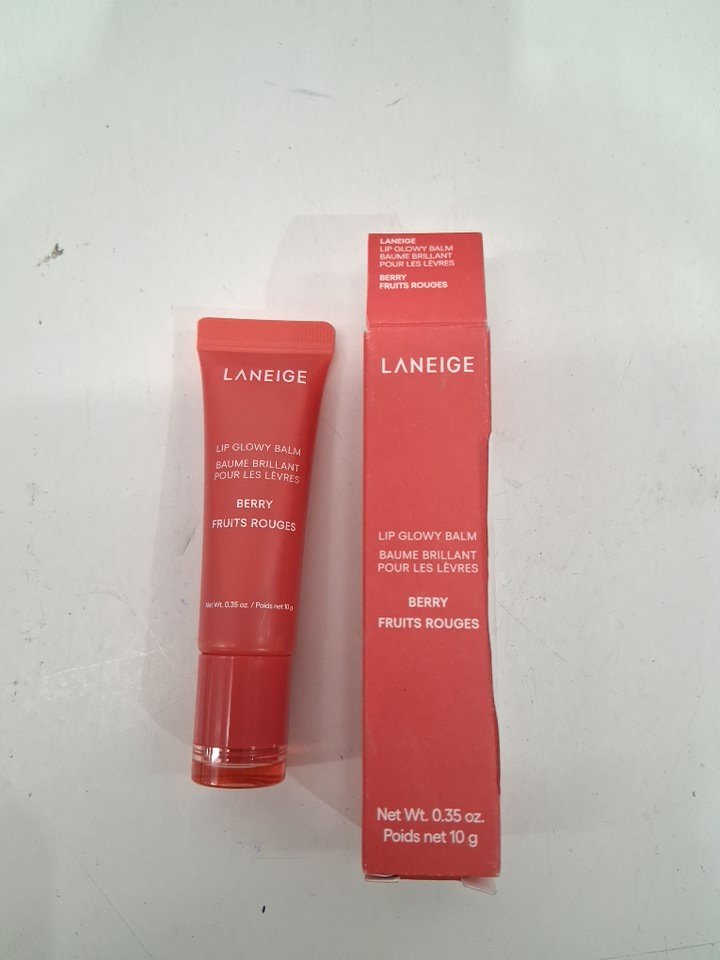 LANEIGE
LIP GLOWY BALM
BAUME BRILLANT
POUR LES LÈVRES
BERRY
FRUITS ROUGES
Net Wt. 0.35 oz. / Poids net 10 g
LANEIGE
LIP GLOWY BALM
BAUME BRILLANT
POUR LES LÈVRES
BERRY
FRUITS ROUGES
LANEIGE
LIP GLOWY BALM
BAUME BRILLANT
POUR LES LÈVRES
BERRY
FRUITS ROUGES
Net Wt. 0.35 oz.
Poids net 10 g